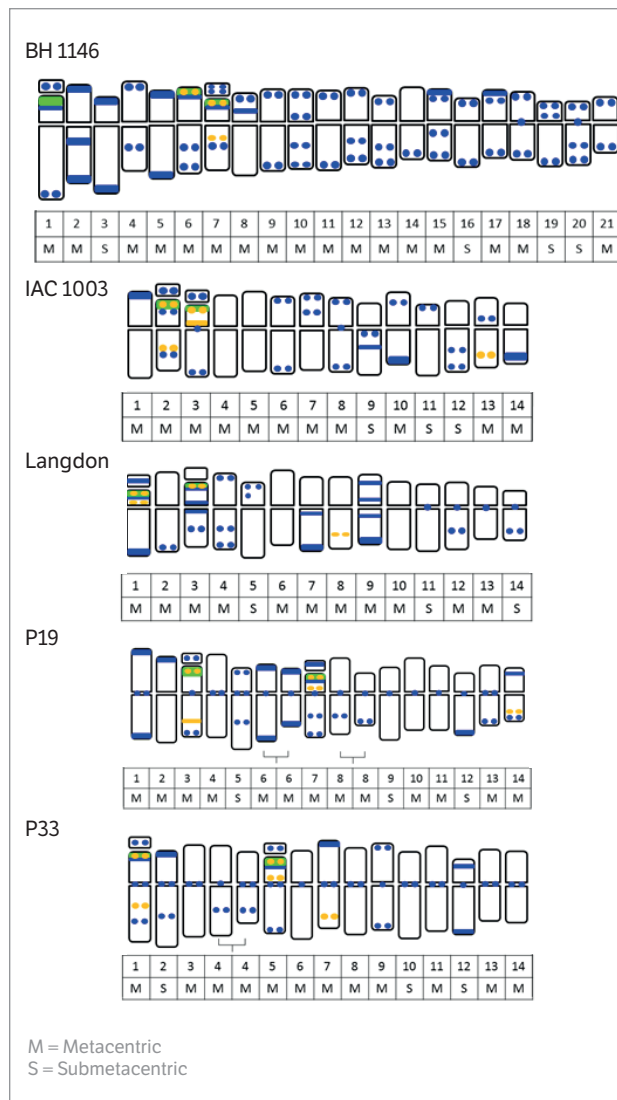 BH 1146
1 2 3 4 5 6 7 8 9 10 11 12 13 14 15 16 17 18 19 20 21
M M S M M M M M M M M M M M M S M M S S M
IAC 1003
1 2 3 4 5 6 7 8 9 10 11 12 13 14
M M M M M M M M S M S S M M
Langdon
1 2 3 4 5 6 7 8 9 10 11 12 13 14
M M M M S M M M M M S M M S
P19
1 2 3 4 5 6 6 7 8 8 9 10 11 12 13 14
M M M M S M M M M M S M M S M M
P33
1 2 3 4 4 5 6 7 8 9 10 11 12 13 14
M S M M M M M M M M S M S M M
M = Metacentric
S = Submetacentric